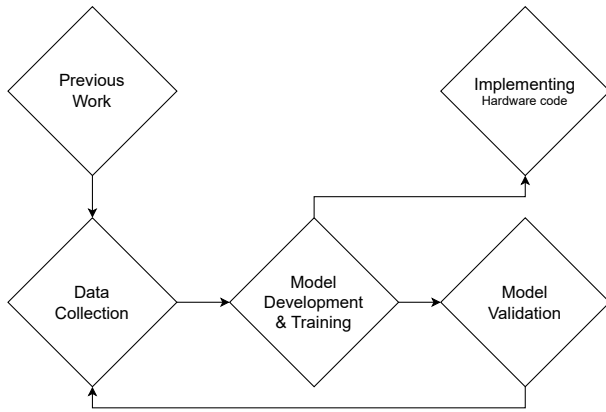 Previous
Work
Implementing
Hardware code
Data
Collection
Model
Development
& Training
Model
Validation